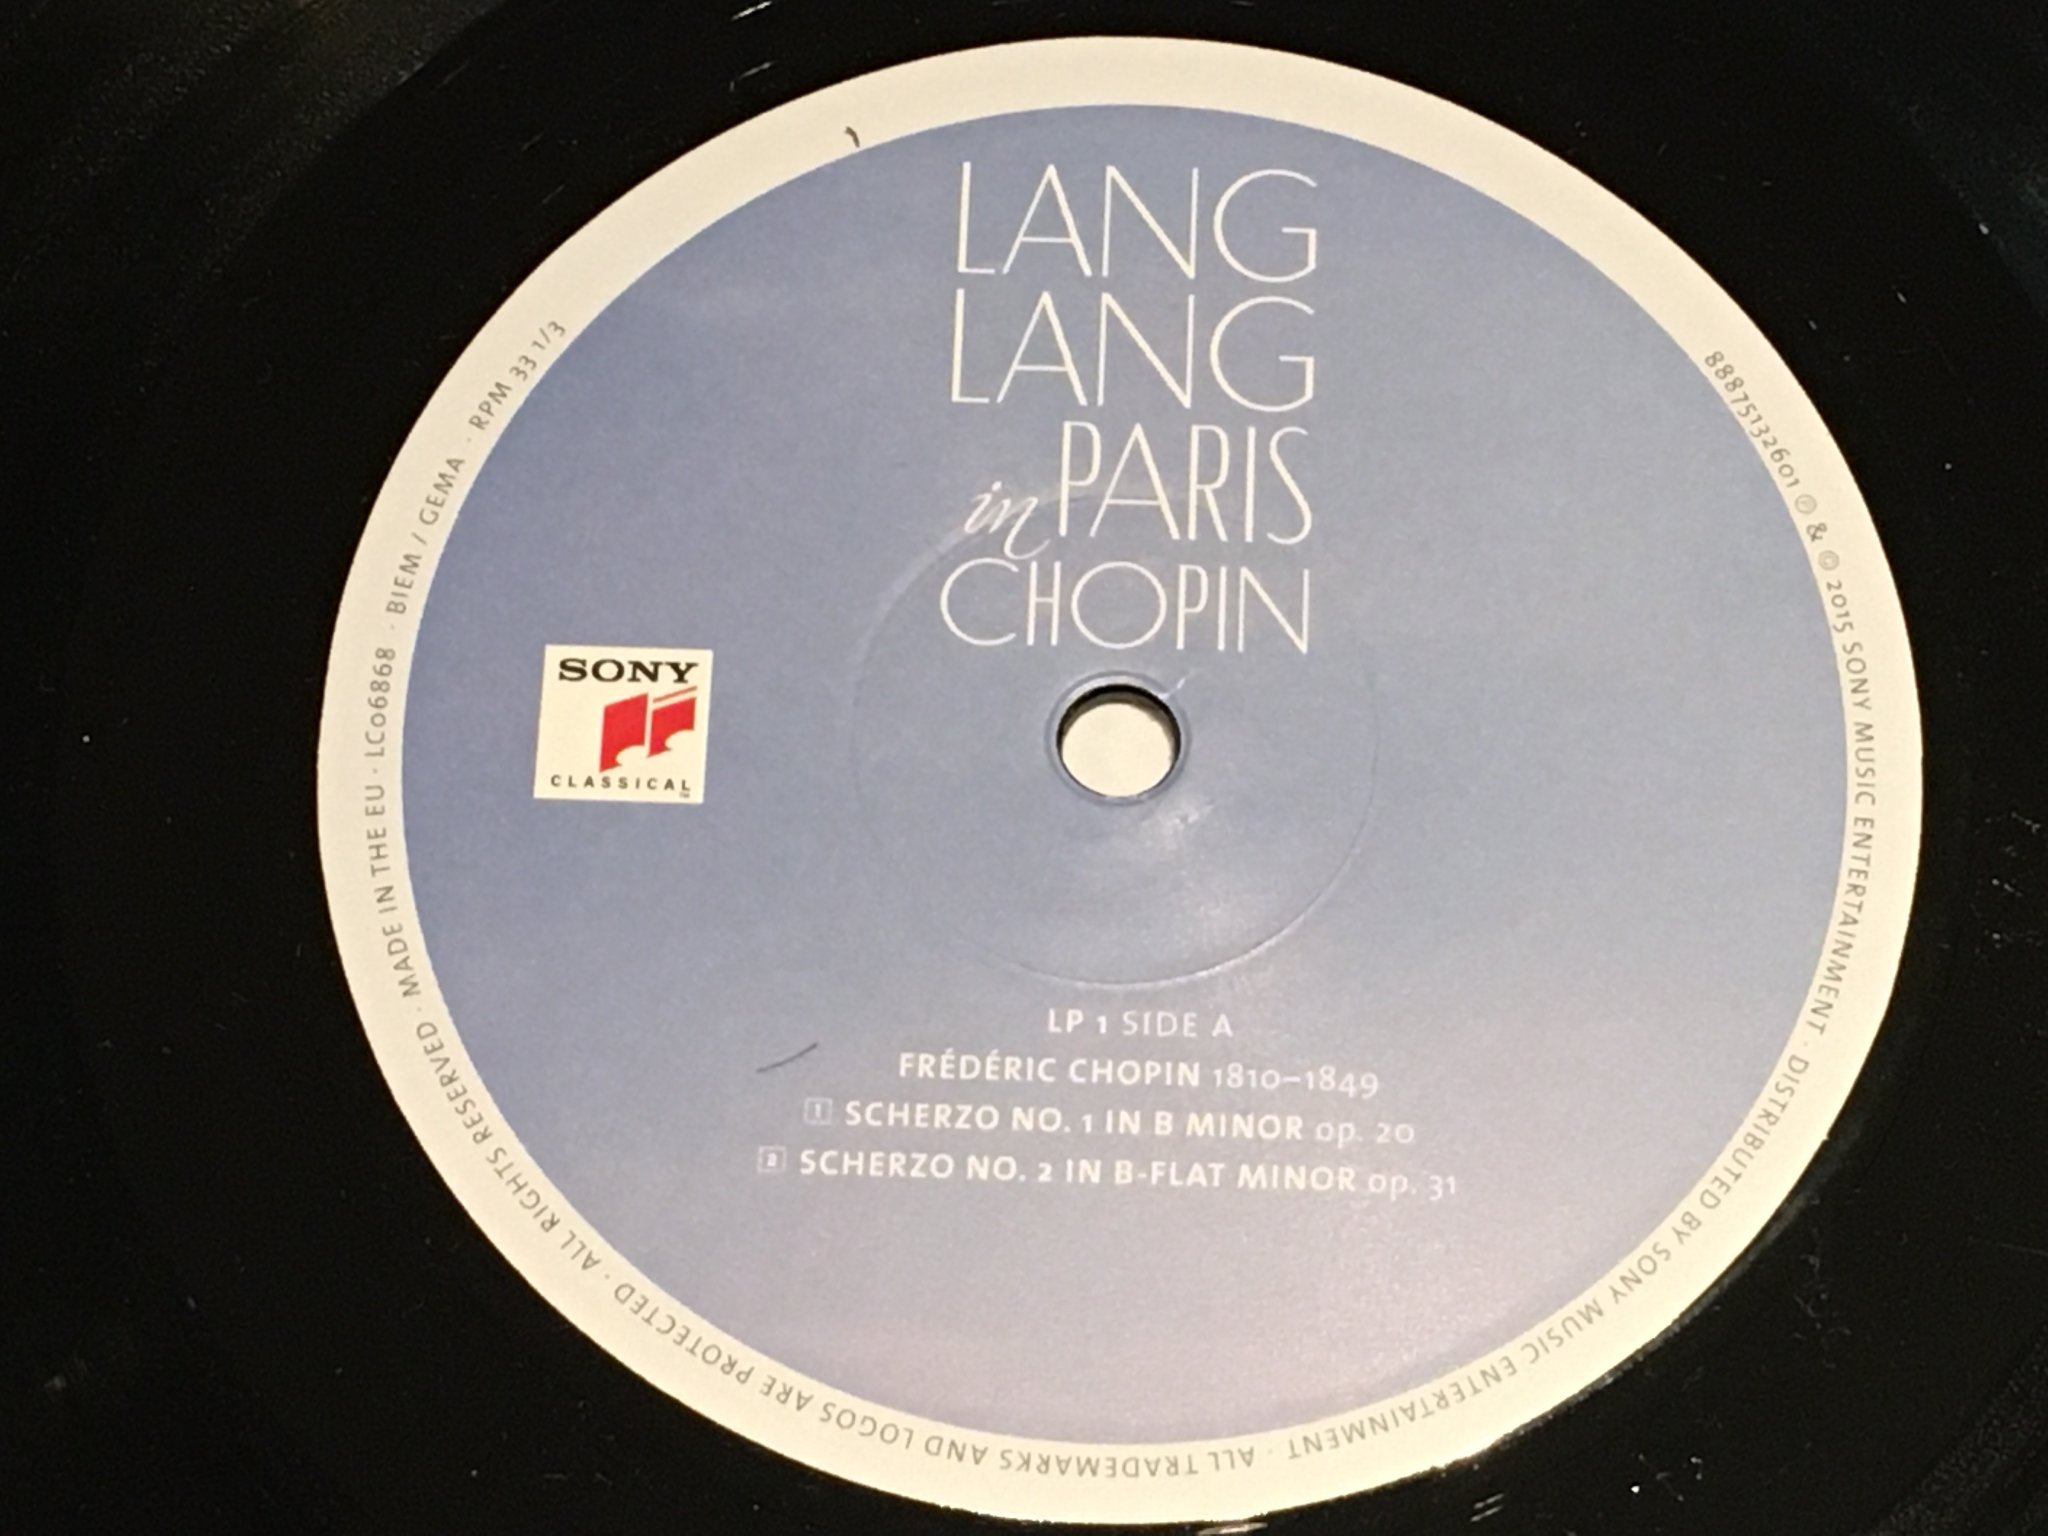 LANG
LANG
in PARIS
CHOPIN
SONY
CLASSICAL
TM
LP 1 SIDE A
FRÉDÉRIC CHOPIN 1810–1849
1 SCHERZO NO. 1 IN B MINOR op. 20
2 SCHERZO NO. 2 IN B-FLAT MINOR op. 31
88875132601 ℗ & © 2015 SONY MUSIC ENTERTAINMENT · DISTRIBUTED BY SONY MUSIC ENTERTAINMENT · ALL TRADEMARKS AND LOGOS ARE PROTECTED · ALL RIGHTS RESERVED · MADE IN THE EU · LC06868 · BIEM / GEMA · RPM 33 1/3